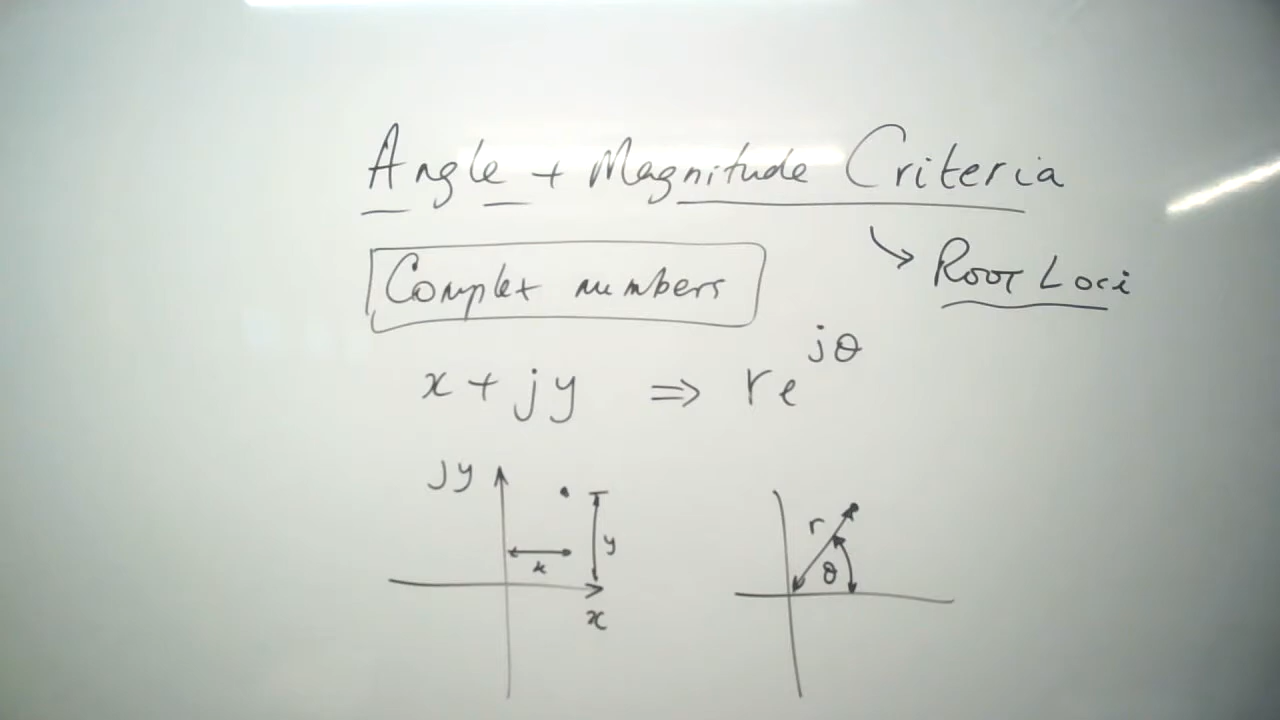 Angle + Magnitude Criteria
Root Loci
Complex numbers
x + jy ⇒ re^jθ
jy
y
x
x
r
θ